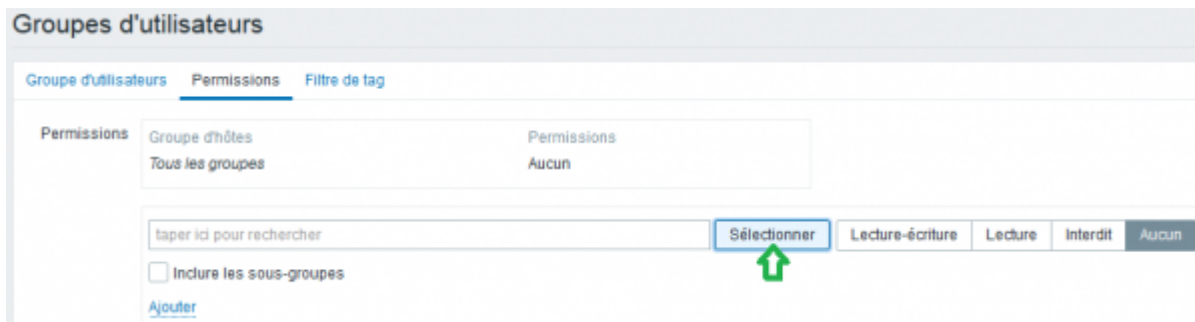 Groupes d'utilisateurs
Groupe d'utilisateurs Permissions Filtre de tag
Permissions Groupe d'hôtes Permissions
Tous les groupes Aucun
taper ici pour rechercher Sélectionner Lecture-écriture Lecture Interdit Aucun
Inclure les sous-groupes
Ajouter